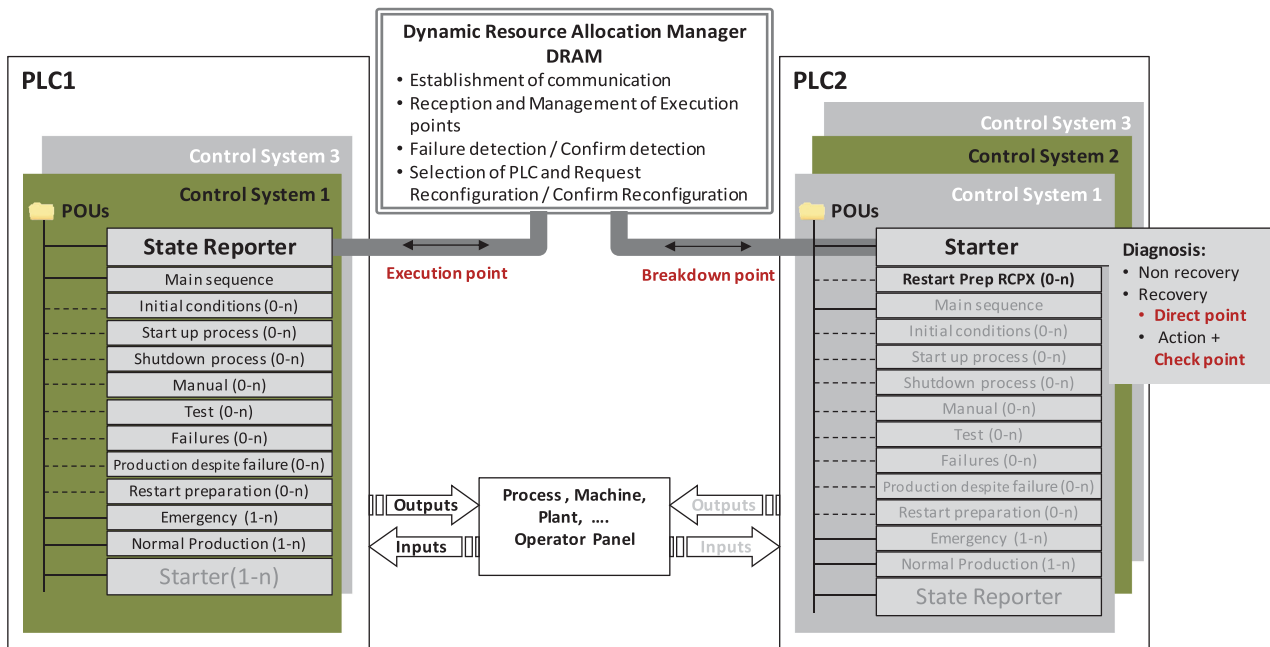 Dynamic Resource Allocation Manager
DRAM
• Establishment of communication
• Reception and Management of Execution
points
• Failure detection / Confirm detection
• Selection of PLC and Request
Reconfiguration / Confirm Reconfiguration
PLC1
Control System 3
Control System 1
POUs
State Reporter
Main sequence
Initial conditions (0-n)
Start up process (0-n)
Shutdown process (0-n)
Manual (0-n)
Test (0-n)
Failures (0-n)
Production despite failure (0-n)
Restart preparation (0-n)
Emergency (1-n)
Normal Production (1-n)
Starter(1-n)
Execution point
Breakdown point
Outputs
Inputs
Process , Machine,
Plant, ....
Operator Panel
Outputs
Inputs
PLC2
Control System 3
Control System 2
Control System 1
POUs
Starter
Restart Prep RCPX (0-n)
Main sequence
Initial conditions (0-n)
Start up process (0-n)
Shutdown process (0-n)
Manual (0-n)
Test (0-n)
Failures (0-n)
Production despite failure (0-n)
Restart preparation (0-n)
Emergency (1-n)
Normal Production (1-n)
State Reporter
Diagnosis:
• Non recovery
• Recovery
• Direct point
• Action +
Check point